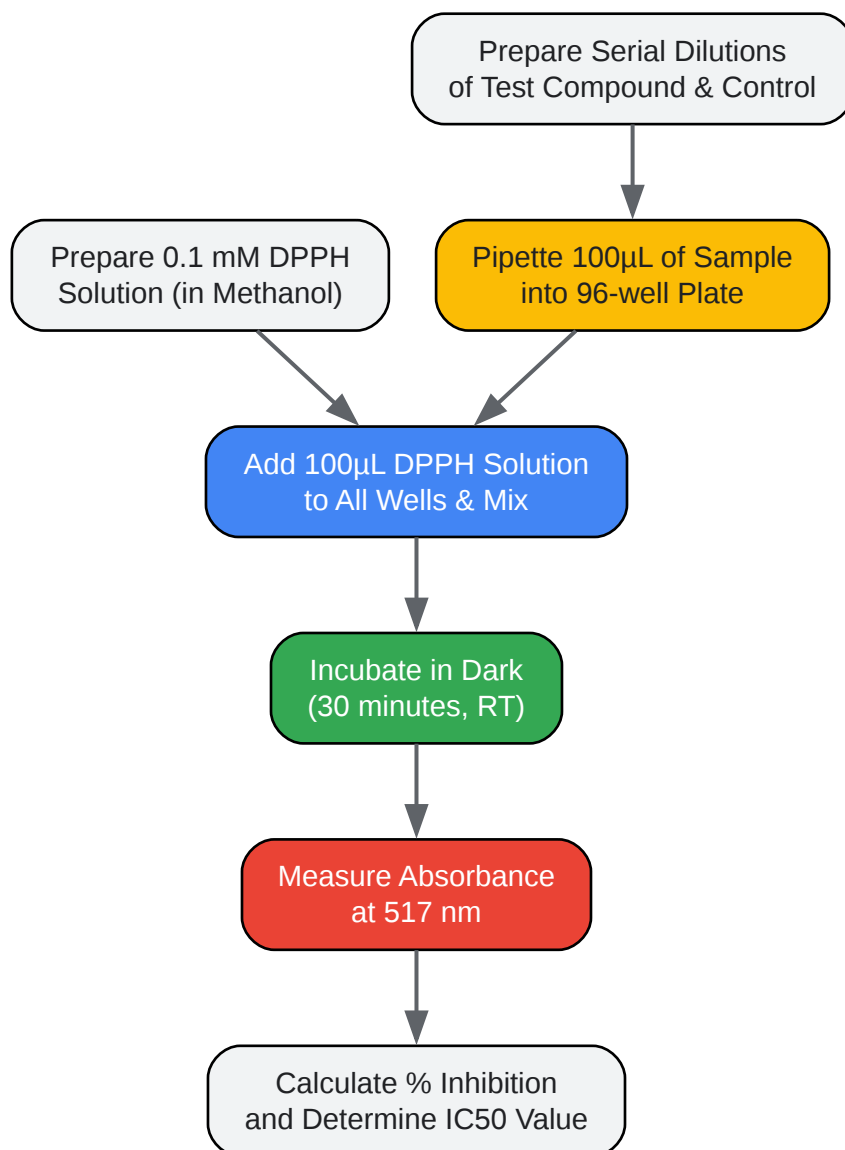 Prepare Serial Dilutions
of Test Compound & Control
Prepare 0.1 mM DPPH
Solution (in Methanol)
Pipette 100µL of Sample
into 96-well Plate
Add 100µL DPPH Solution
to All Wells & Mix
Incubate in Dark
(30 minutes, RT)
Measure Absorbance
at 517 nm
Calculate % Inhibition
and Determine IC50 Value